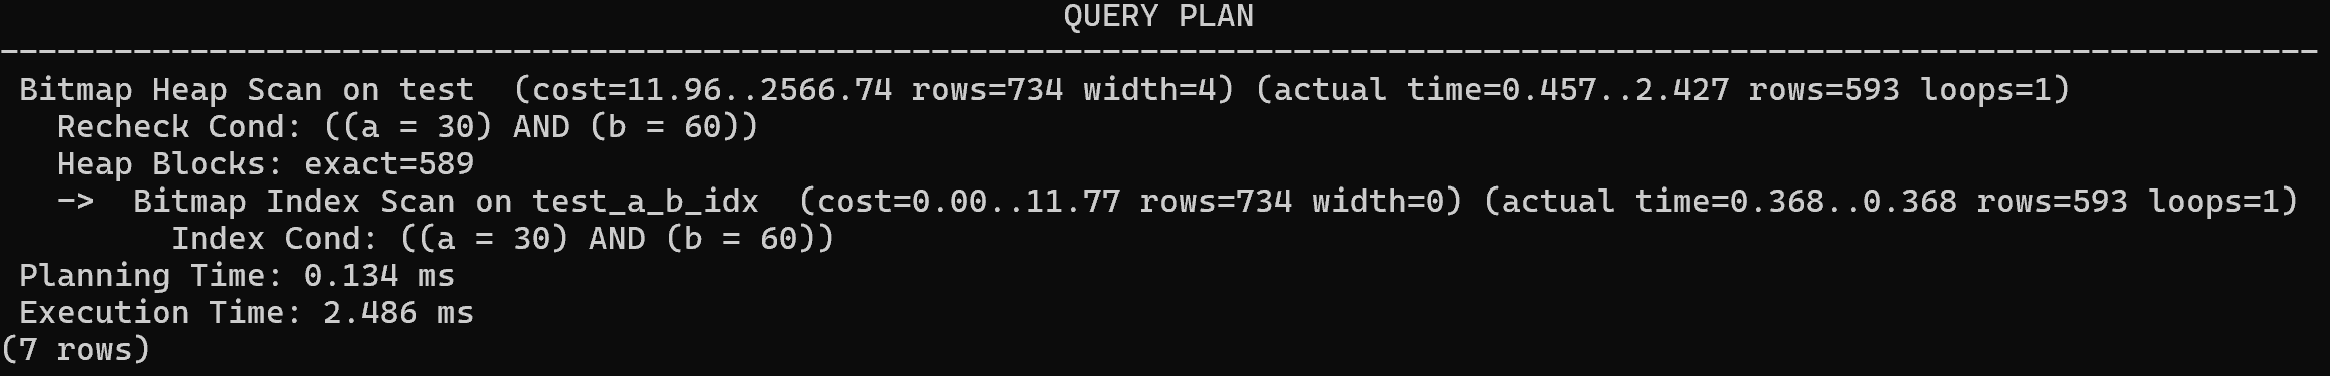 QUERY PLAN
--------------------------------------------------------------------------------------------------------------------------
Bitmap Heap Scan on test  (cost=11.96..2566.74 rows=734 width=4) (actual time=0.457..2.427 rows=593 loops=1)
Recheck Cond: ((a = 30) AND (b = 60))
Heap Blocks: exact=589
->  Bitmap Index Scan on test_a_b_idx  (cost=0.00..11.77 rows=734 width=0) (actual time=0.368..0.368 rows=593 loops=1)
Index Cond: ((a = 30) AND (b = 60))
Planning Time: 0.134 ms
Execution Time: 2.486 ms
(7 rows)